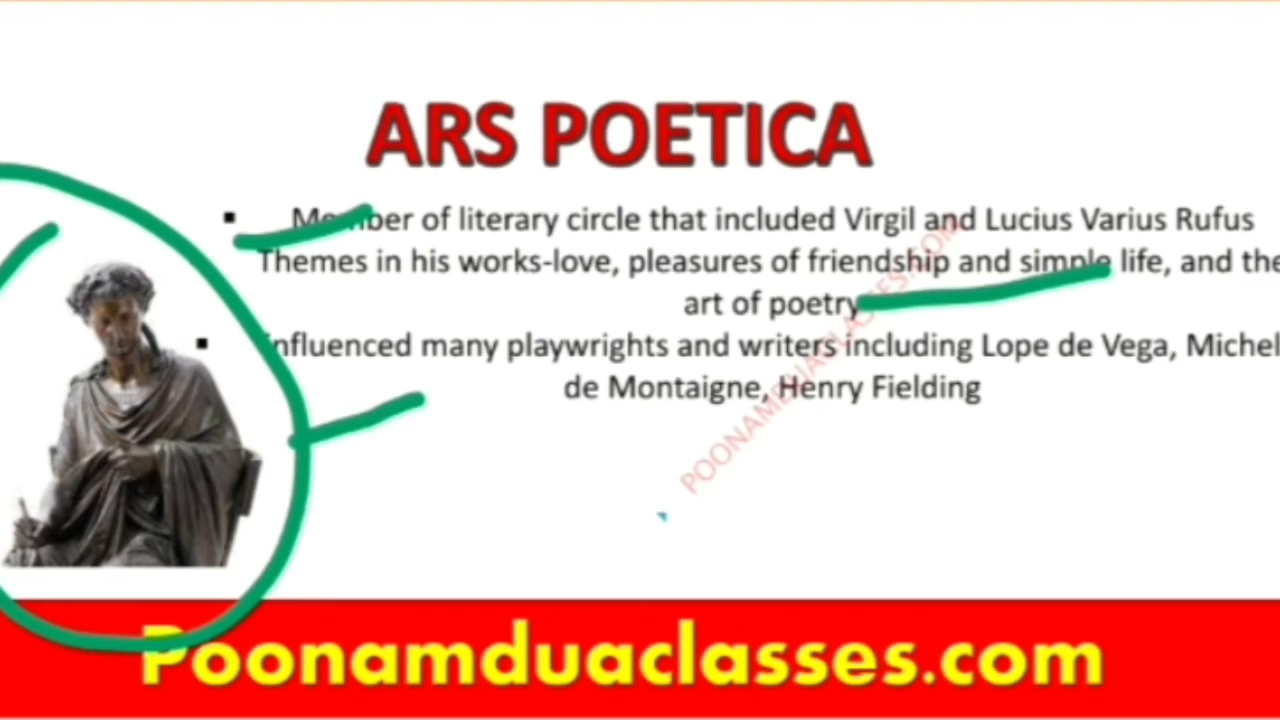 ARS POETICA
▪ Member of literary circle that included Virgil and Lucius Varius Rufus
Themes in his works-love, pleasures of friendship and simple life, and the
art of poetry
▪ Influenced many playwrights and writers including Lope de Vega, Michel
de Montaigne, Henry Fielding
POONAMDUACLASSES.COM
Poonamduaclasses.com